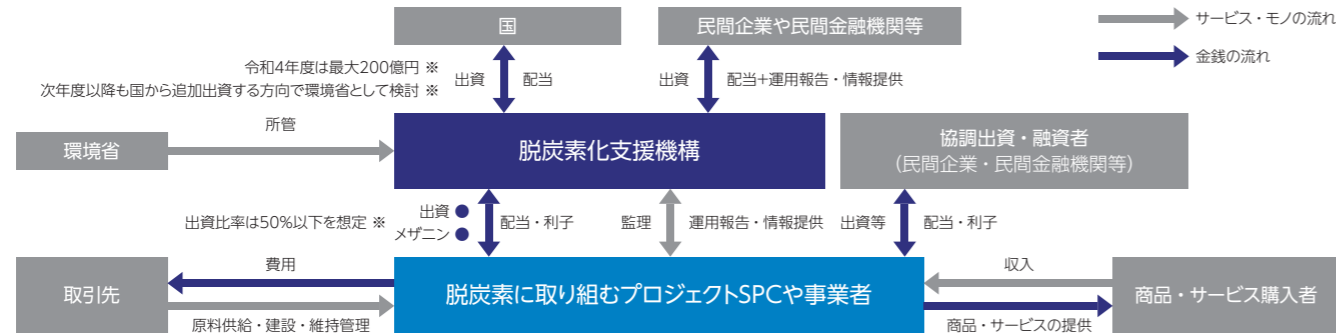 国
民間企業や民間金融機関等
サービス・モノの流れ
金銭の流れ
令和4年度は最大200億円 ※
次年度以降も国から追加出資する方向で環境省として検討 ※
出資
配当
出資
配当+運用報告・情報提供
環境省
所管
脱炭素化支援機構
協調出資・融資者
(民間企業・民間金融機関等)
出資比率は50%以下を想定 ※
出資 ●
メザニン ●
配当・利子
監理
運用報告・情報提供
出資等
配当・利子
取引先
費用
原料供給・建設・維持管理
脱炭素に取り組むプロジェクトSPCや事業者
収入
商品・サービスの提供
商品・サービス購入者